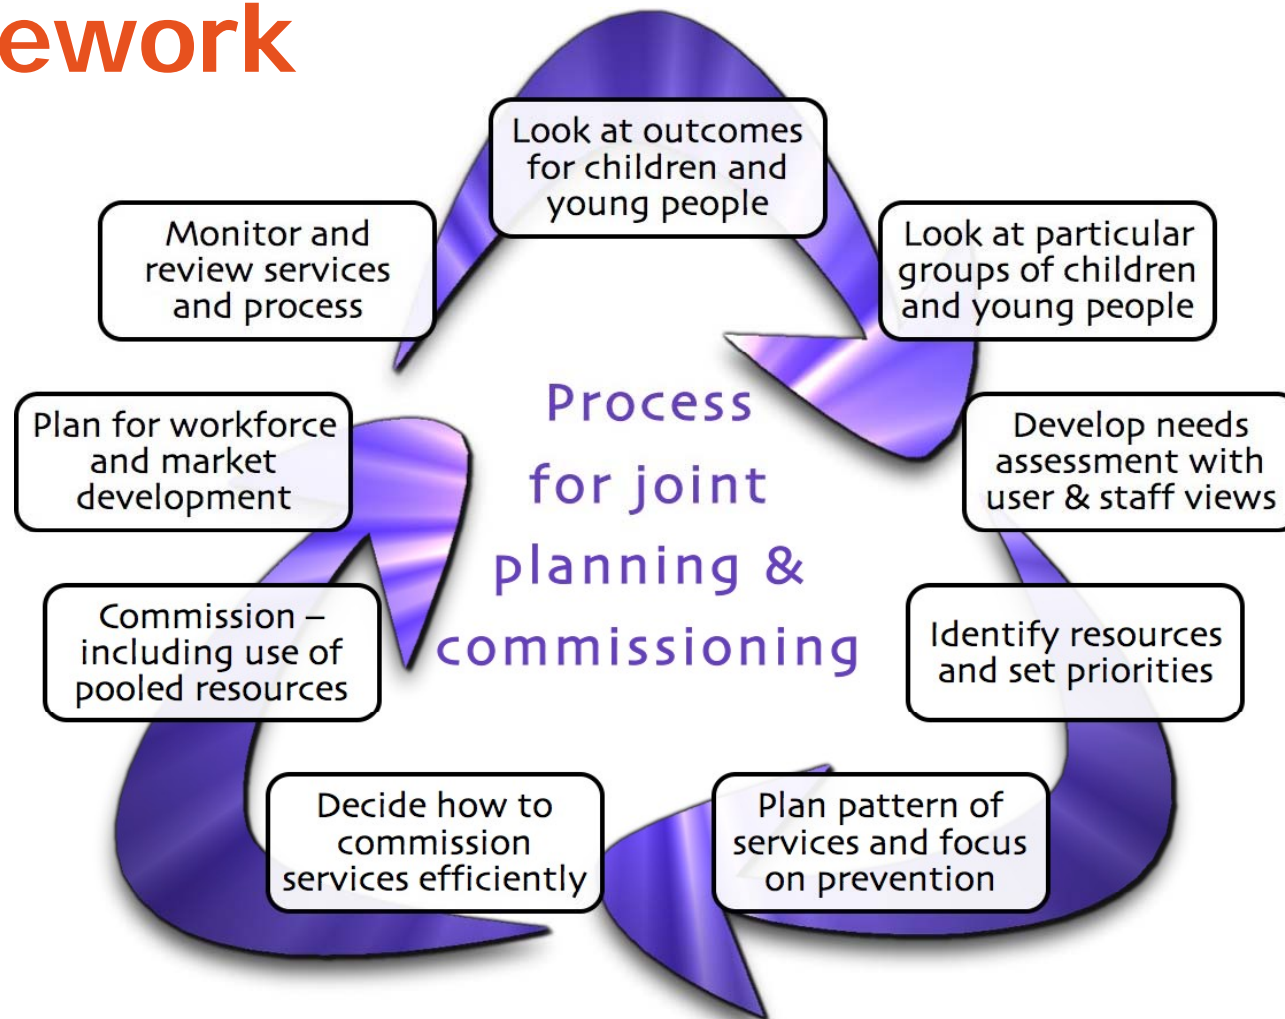 ework
Look at outcomes
for children and
young people
Look at particular
groups of children
and young people
Develop needs
assessment with
user & staff views
Identify resources
and set priorities
Plan pattern of
services and focus
on prevention
Decide how to
commission
services efficiently
Commission –
including use of
pooled resources
Plan for workforce
and market
development
Monitor and
review services
and process
Process
for joint
planning &
commissioning